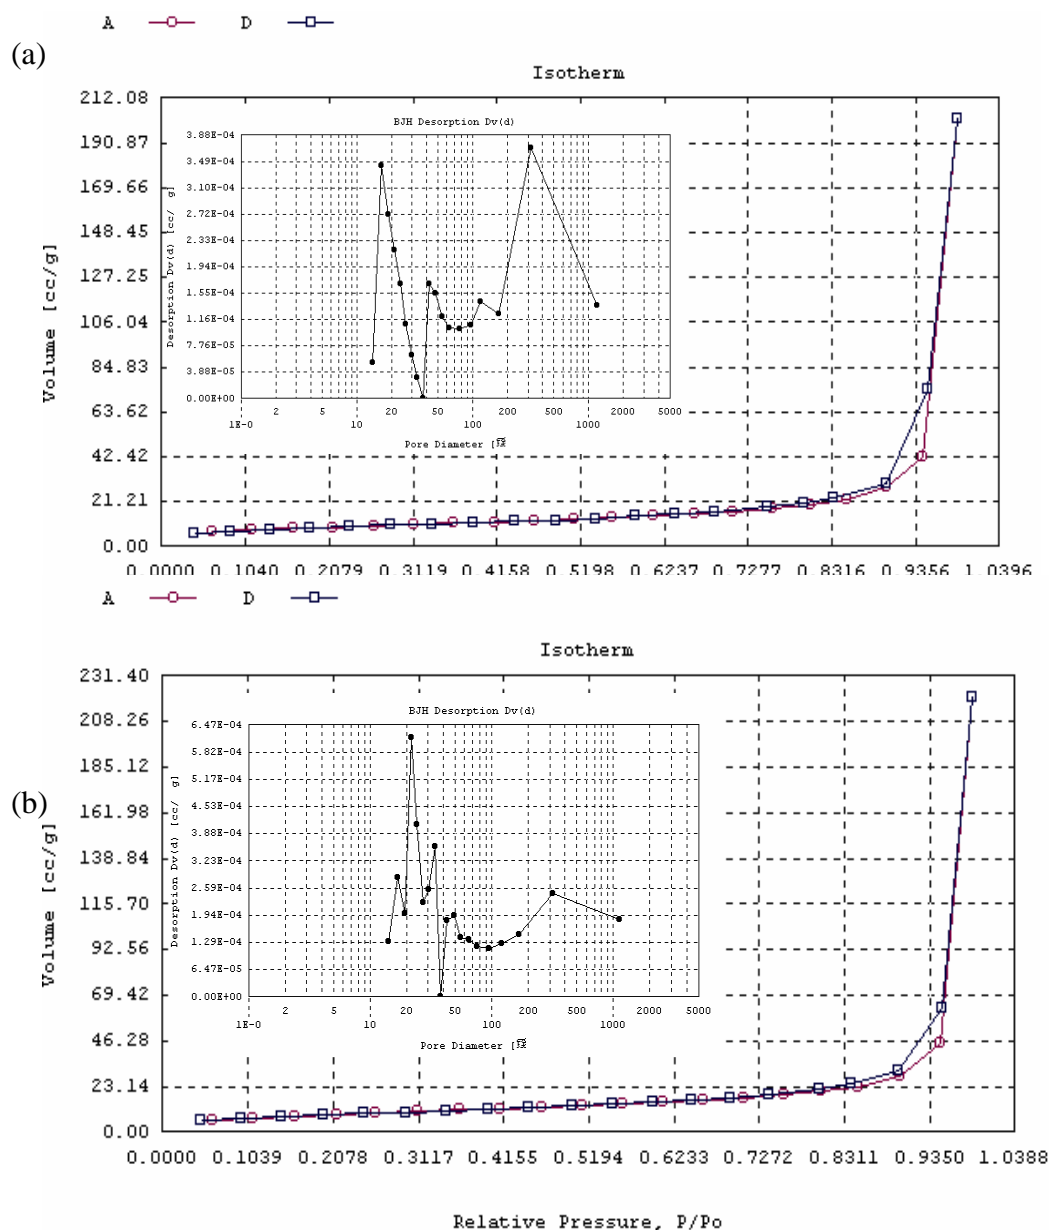 A D
(a)
Isotherm
212.08
190.87
169.66
148.45
127.25
106.04
84.83
63.62
42.42
21.21
0.00
Volume [cc/g]
0.0000 0.1040 0.2079 0.3119 0.4158 0.5198 0.6237 0.7277 0.8316 0.9356 1.0396
BJH Desorption Dv(d)
3.88E-04
3.49E-04
3.10E-04
2.72E-04
2.33E-04
1.94E-04
1.55E-04
1.16E-04
7.76E-05
3.88E-05
0.00E+00
Desorption Dv(d) [cc/ g]
1E-0 2 5 10 20 50 100 200 500 1000 2000 5000
Pore Diameter [
A D
Isotherm
(b)
231.40
208.26
185.12
161.98
138.84
115.70
92.56
69.42
46.28
23.14
0.00
Volume [cc/g]
0.0000 0.1039 0.2078 0.3117 0.4155 0.5194 0.6233 0.7272 0.8311 0.9350 1.0388
BJH Desorption Dv(d)
6.47E-04
5.82E-04
5.17E-04
4.53E-04
3.88E-04
3.23E-04
2.59E-04
1.94E-04
1.29E-04
6.47E-05
0.00E+00
Desorption Dv(d) [cc/ g]
1E-0 2 5 10 20 50 100 200 500 1000 2000 5000
Pore Diameter [
Relative Pressure, P/Po